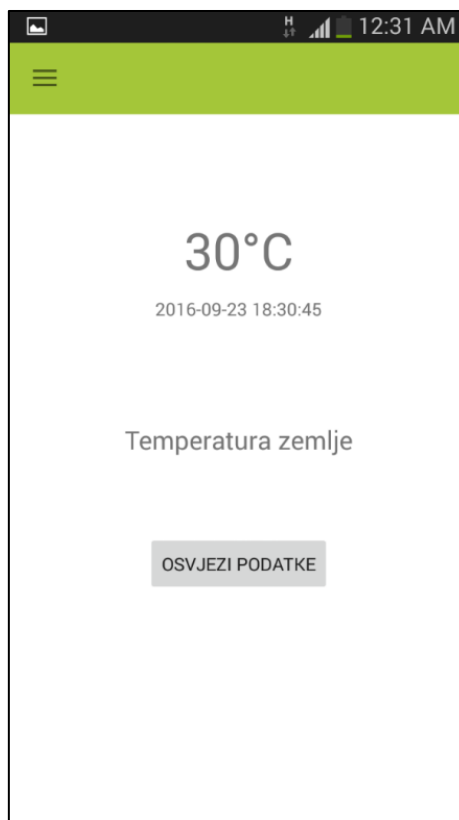 H 12:31 AM
30°C
2016-09-23 18:30:45
Temperatura zemlje
OSVJEZI PODATKE